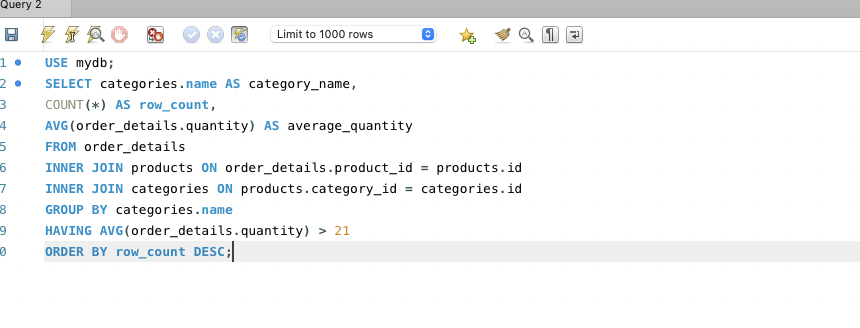 Query 2
Limit to 1000 rows
1 USE mydb;
2 SELECT categories.name AS category_name,
3 COUNT(*) AS row_count,
4 AVG(order_details.quantity) AS average_quantity
5 FROM order_details
6 INNER JOIN products ON order_details.product_id = products.id
7 INNER JOIN categories ON products.category_id = categories.id
8 GROUP BY categories.name
9 HAVING AVG(order_details.quantity) > 21
0 ORDER BY row_count DESC;